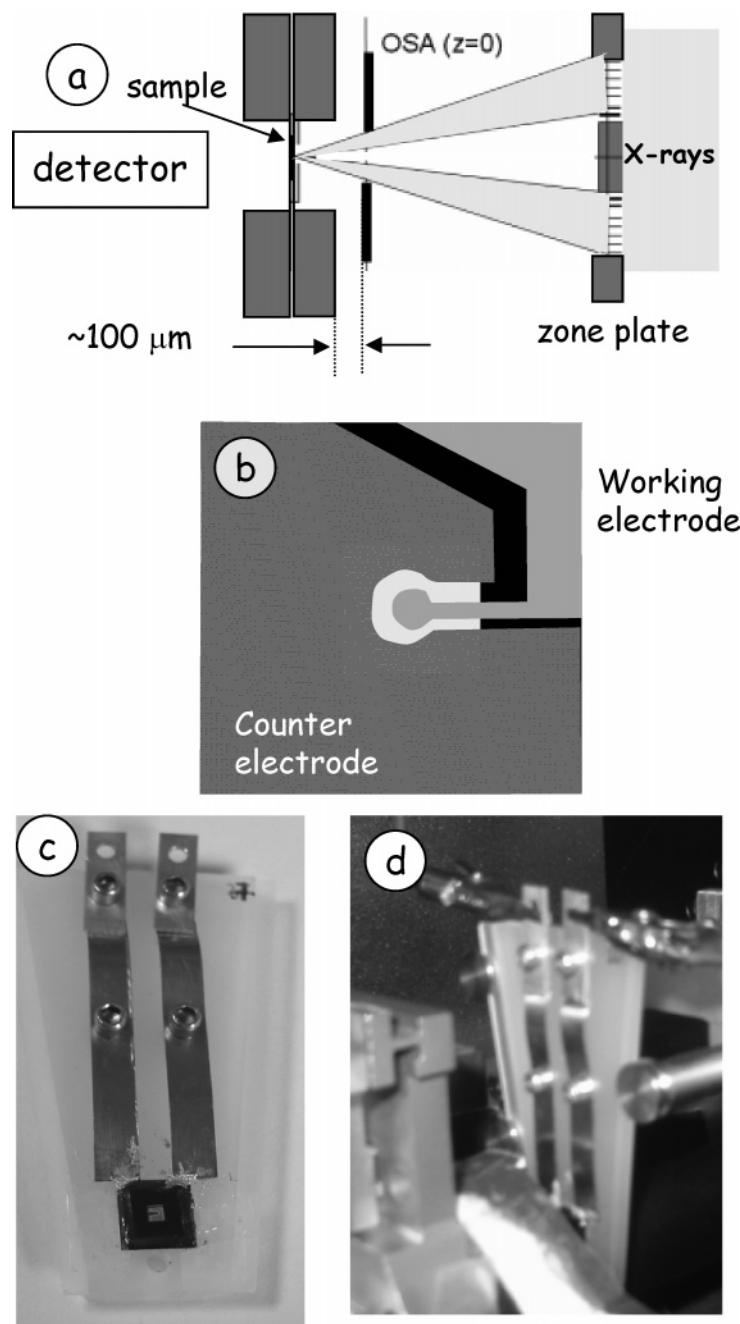 a
OSA (z=0)
sample
detector
X-rays
~100 μm
zone plate
b
Working
electrode
Counter
electrode
c
d